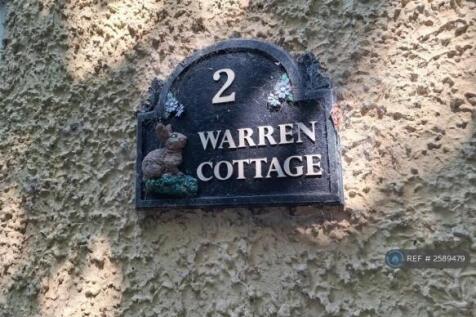 2
WARREN
COTTAGE
REF # 2589479